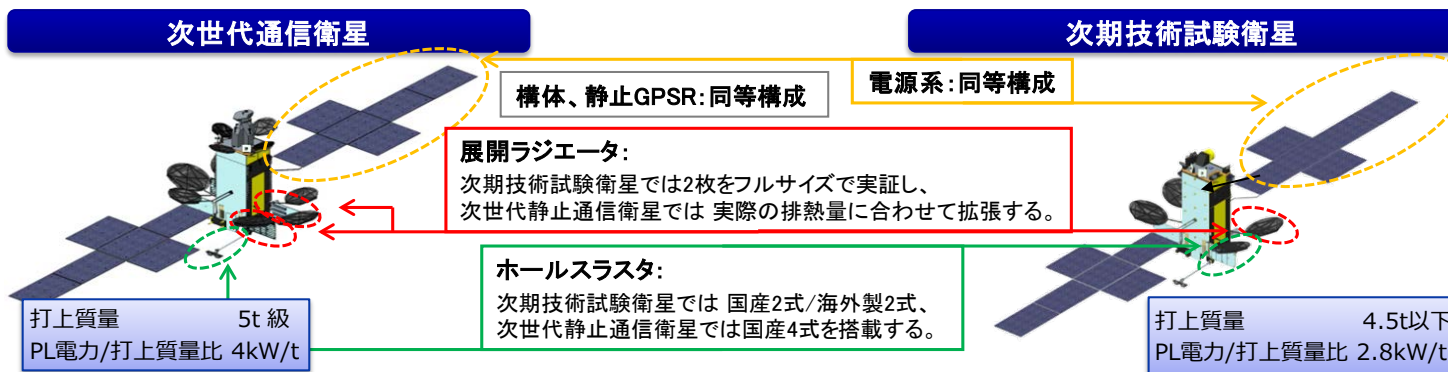 次世代通信衛星
次期技術試験衛星
構体、静止GPSR:同等構成
電源系:同等構成
展開ラジエータ:
次期技術試験衛星では2枚をフルサイズで実証し、
次世代静止通信衛星では 実際の排熱量に合わせて拡張する。
ホールスラスタ:
次期技術試験衛星では 国産2式/海外製2式、
次世代静止通信衛星では国産4式を搭載する。
打上質量 5t 級
PL電力/打上質量比 4kW/t
打上質量 4.5t以下
PL電力/打上質量比 2.8kW/t